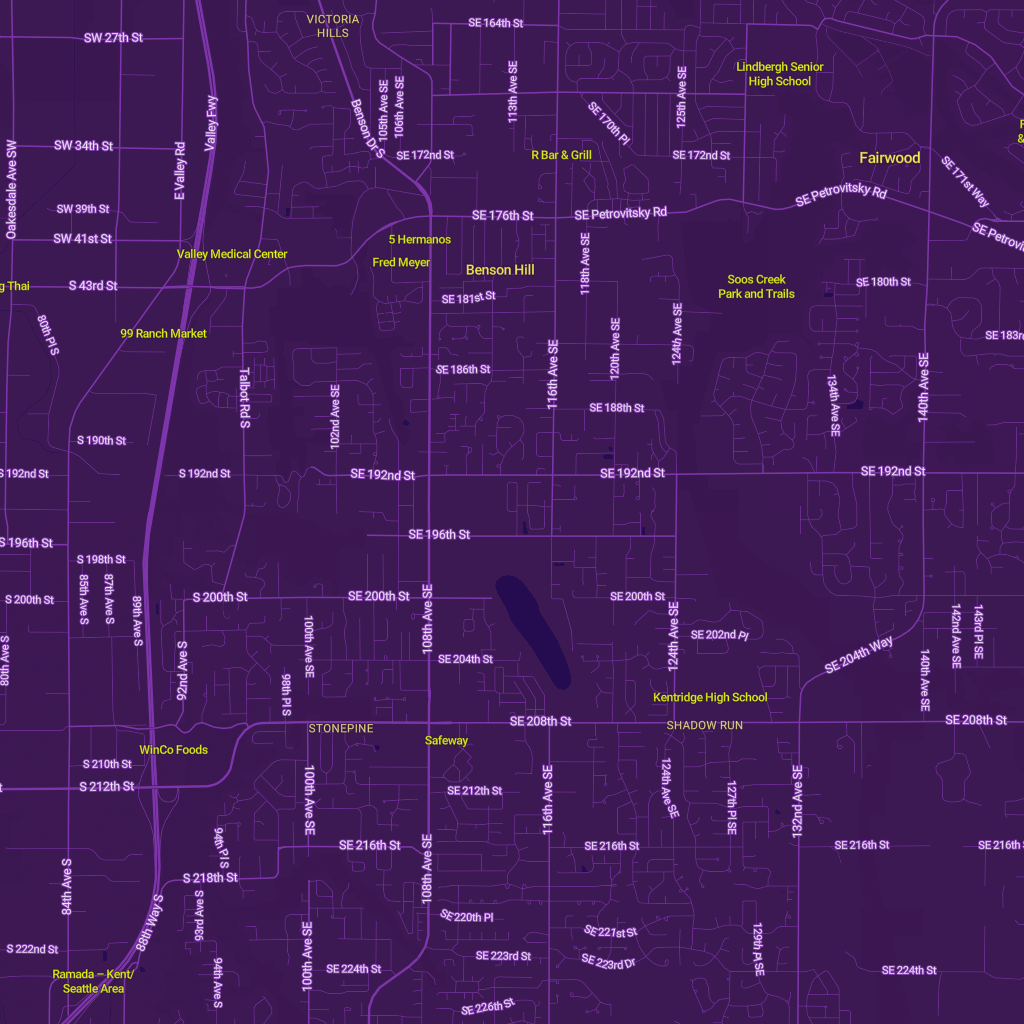 VICTORIA
HILLS
SE 164th St
SW 27th St
Lindbergh Senior
High School
105th Ave SE
106th Ave SE
113th Ave SE
125th Ave SE
Benson Dr S
Valley Fwy
SE 170th Pl
SW 34th St
SE 172nd St
R Bar & Grill
SE 172nd St
Fairwood
Oakesdale Ave SW
E Valley Rd
SE 171st Way
SE Petrovitsky Rd
SW 39th St
SE 176th St
SE Petrovitsky Rd
SW 41st St
5 Hermanos
Valley Medical Center
Fred Meyer
Benson Hill
118th Ave SE
g Thai
S 43rd St
SE 181st St
Soos Creek
Park and Trails
SE 180th St
80th Pl S
99 Ranch Market
124th Ave SE
120th Ave SE
SE 183rd
SE 186th St
116th Ave SE
140th Ave SE
Talbot Rd S
102nd Ave SE
SE 188th St
134th Ave SE
S 190th St
S 192nd St
S 192nd St
SE 192nd St
SE 192nd St
SE 192nd St
SE 196th St
S 196th St
S 198th St
85th Ave S
87th Ave S
89th Ave S
S 200th St
S 200th St
SE 200th St
SE 200th St
108th Ave SE
100th Ave SE
124th Ave SE
SE 202nd Pl
142nd Ave SE
143rd Pl SE
80th Ave S
92nd Ave S
SE 204th St
SE 204th Way
98th Pl S
140th Ave SE
Kentridge High School
STONEPINE
SE 208th St
SHADOW RUN
SE 208th St
Safeway
WinCo Foods
S 210th St
S 212th St
SE 212th St
100th Ave SE
116th Ave SE
124th Ave SE
127th Pl SE
132nd Ave SE
94th Pl S
SE 216th St
SE 216th St
SE 216th St
SE 216th
108th Ave SE
84th Ave S
S 218th St
93rd Ave S
88th Way S
SE 220th Pl
SE 221st St
129th Pl SE
S 222nd St
SE 223rd St
SE 223rd Dr
100th Ave SE
94th Ave S
SE 224th St
SE 224th St
Ramada – Kent/
Seattle Area
SE 226th St